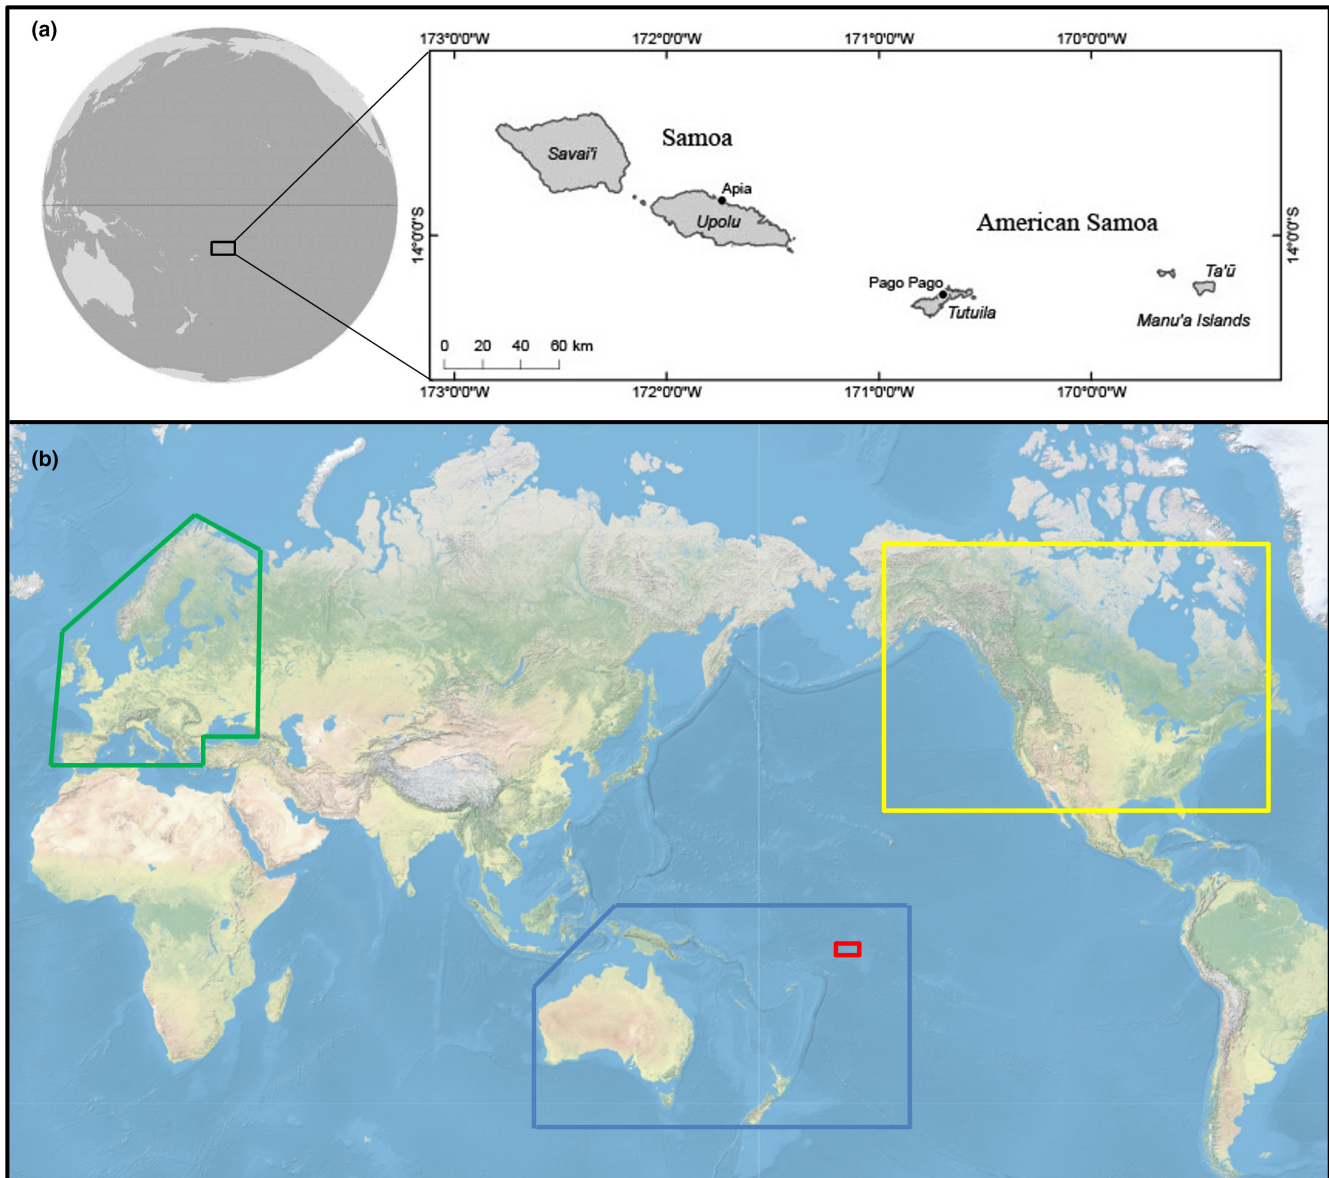 (a)
173°0'0"W 172°0'0"W 171°0'0"W 170°0'0"W
Savai'i
Samoa
Apia
Upolu
American Samoa
14°0'0"S 14°0'0"S
Pago Pago
Tutuila
Ta'ū
Manu'a Islands
0 20 40 60 km
173°0'0"W 172°0'0"W 171°0'0"W 170°0'0"W
(b)